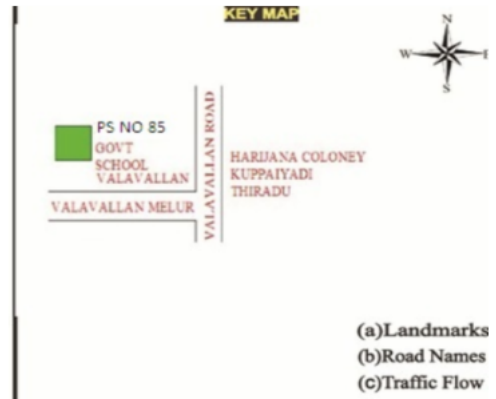 KEY MAP
N
W
E
S
PS NO 85
GOVT
SCHOOL
VALAVALLAN
VALAVALLAN MELUR
VALAVALLAN ROAD
HARIJANA COLONEY
KUPPAIYADI
THIRADU
(a)Landmarks
(b)Road Names
(c)Traffic Flow